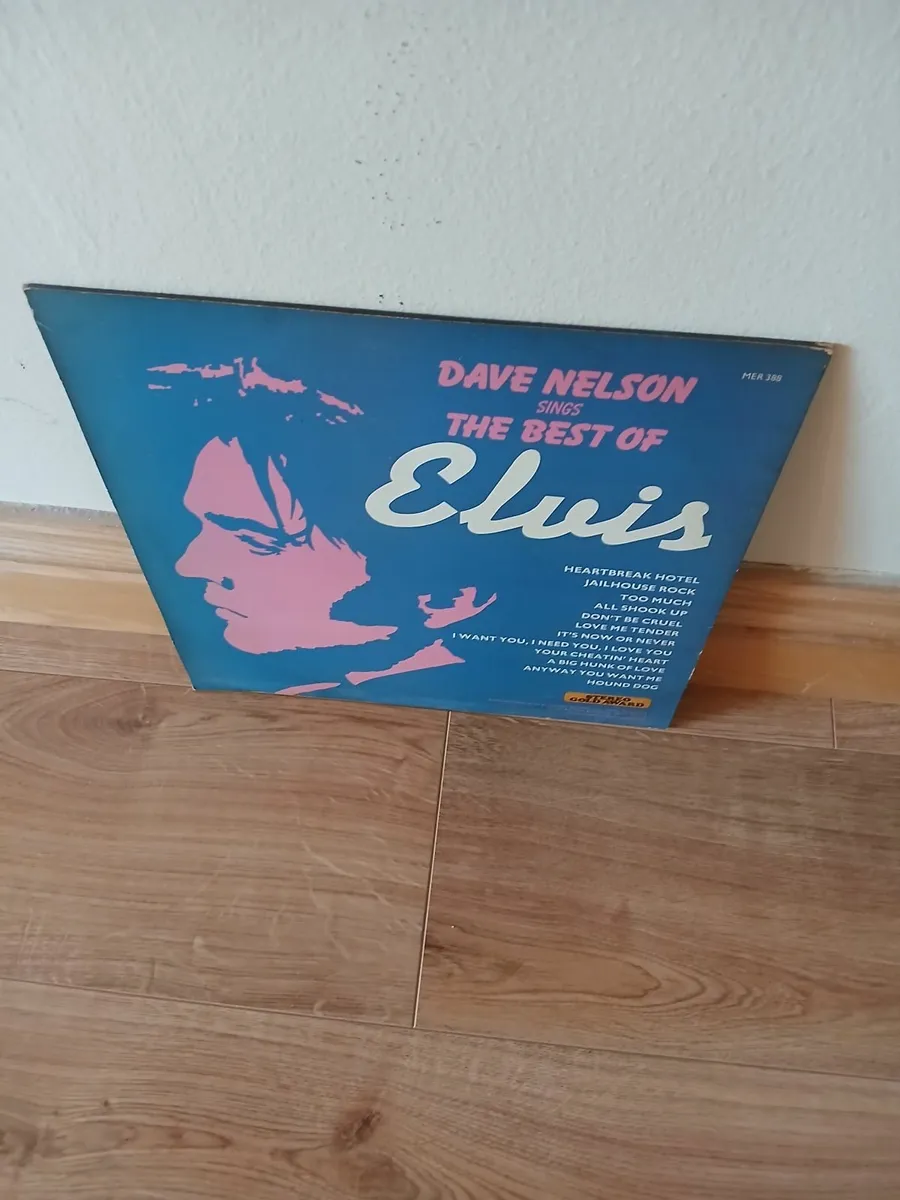 MER 388
DAVE NELSON
SINGS
THE BEST OF
Elvis
HEARTBREAK HOTEL
JAILHOUSE ROCK
TOO MUCH
ALL SHOOK UP
DON'T BE CRUEL
LOVE ME TENDER
IT'S NOW OR NEVER
I WANT YOU, I NEED YOU, I LOVE YOU
YOUR CHEATIN' HEART
A BIG HUNK OF LOVE
ANYWAY YOU WANT ME
HOUND DOG
STEREO
GOLD AWARD